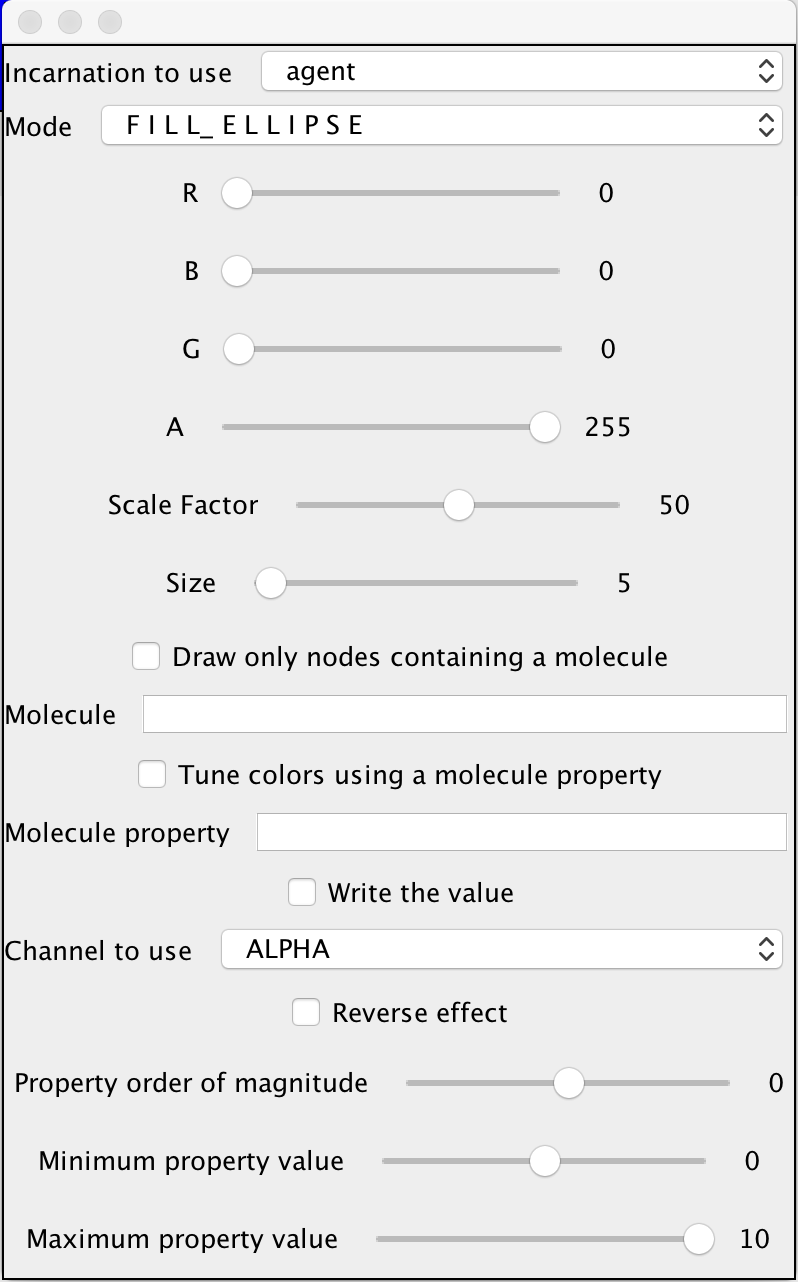 Incarnation to use agent
Mode FILL_ELLIPSE
R 0
B 0
G 0
A 255
Scale Factor 50
Size 5
Draw only nodes containing a molecule
Molecule
Tune colors using a molecule property
Molecule property
Write the value
Channel to use ALPHA
Reverse effect
Property order of magnitude 0
Minimum property value 0
Maximum property value 10